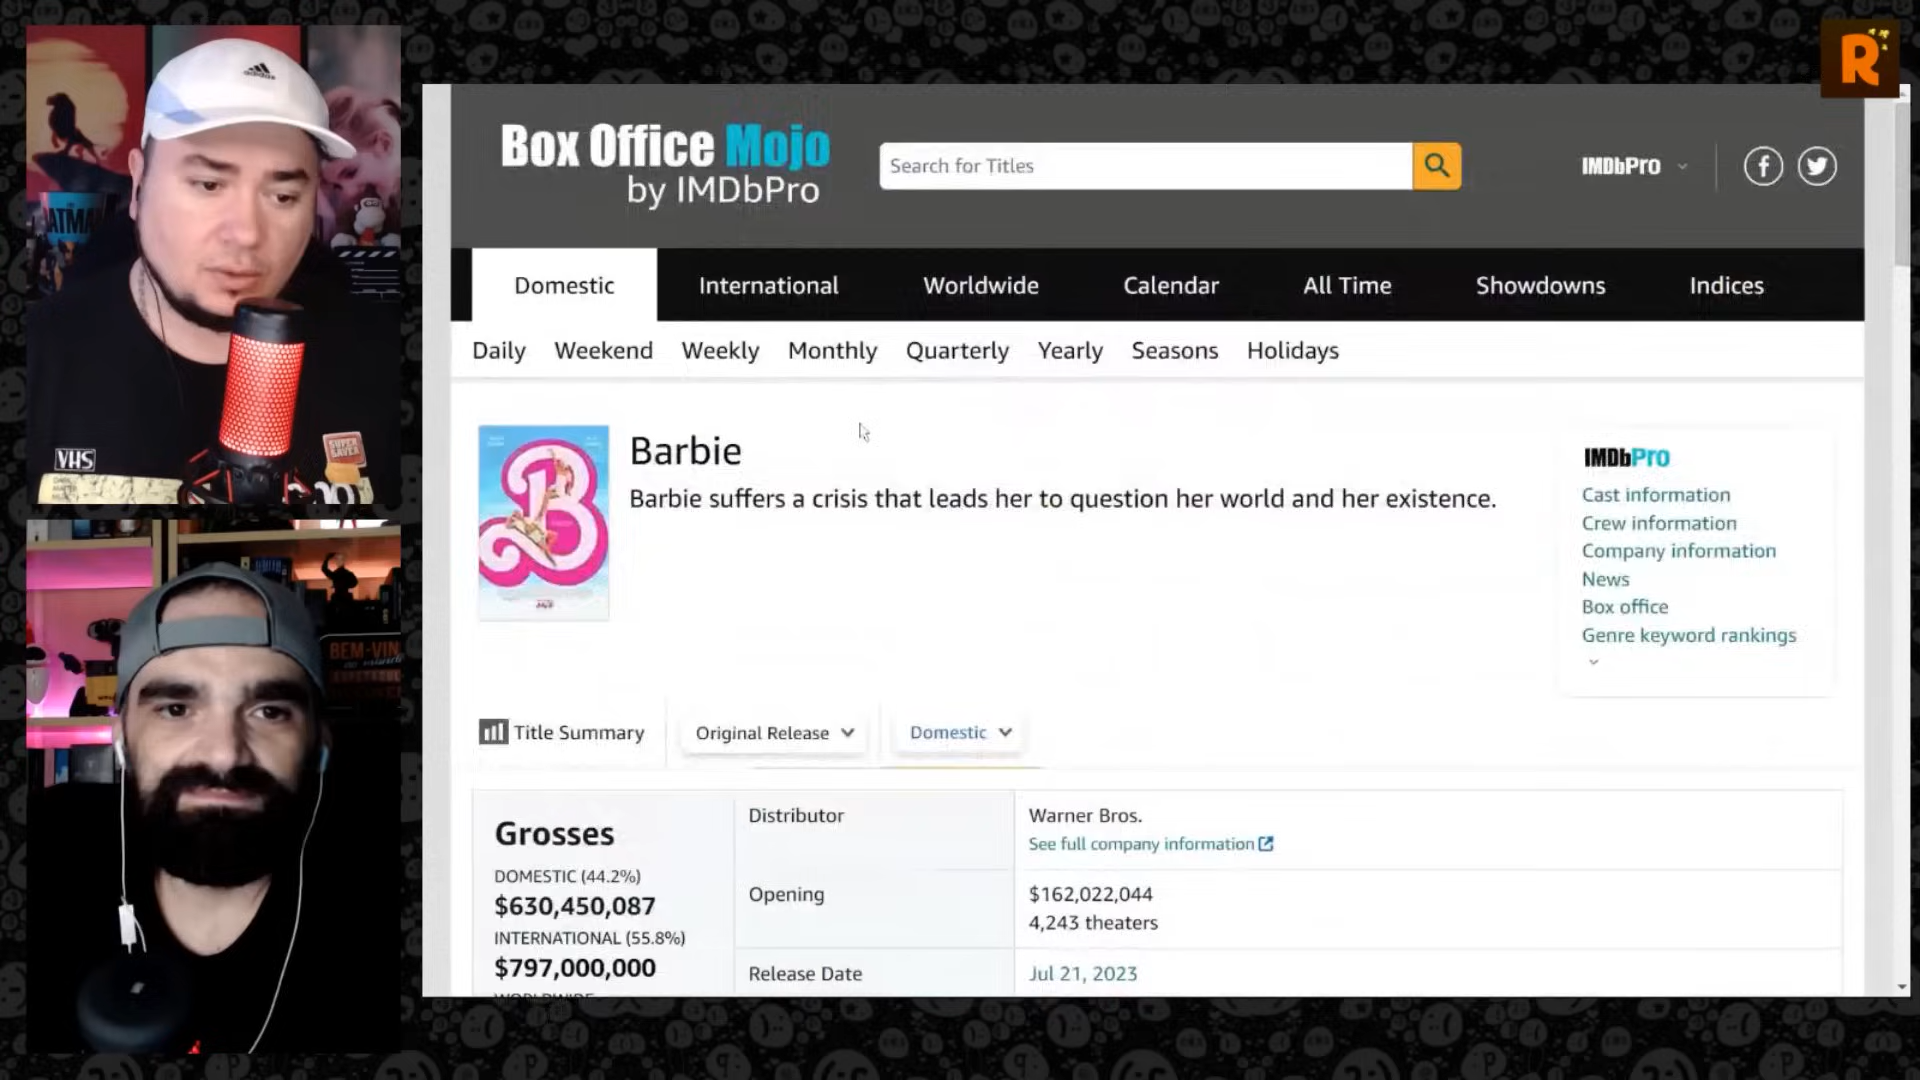 R
adidas
BATMAN
VHS
SUPER
SAVER
BEM-VIN
Box Office Mojo
by IMDbPro
Search for Titles
IMDbPro
Domestic
International
Worldwide
Calendar
All Time
Showdowns
Indices
Daily
Weekend
Weekly
Monthly
Quarterly
Yearly
Seasons
Holidays
Barbie
Barbie suffers a crisis that leads her to question her world and her existence.
IMDbPro
Cast information
Crew information
Company information
News
Box office
Genre keyword rankings
Title Summary
Original Release
Domestic
Grosses
DOMESTIC (44.2%)
$630,450,087
INTERNATIONAL (55.8%)
$797,000,000
WORLDWIDE
Distributor
Warner Bros.
See full company information
Opening
$162,022,044
4,243 theaters
Release Date
Jul 21, 2023